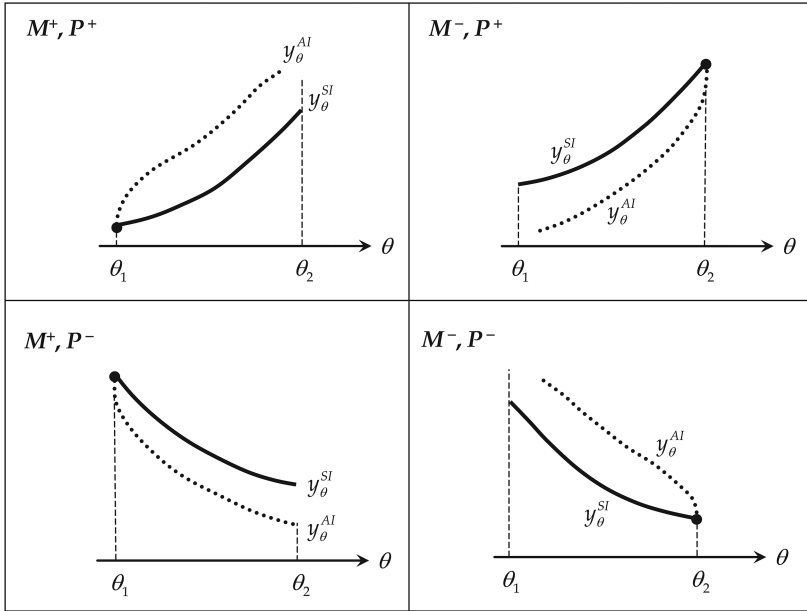 M⁺, P⁺
y_θ^{AI}
y_θ^{SI}
θ
θ₁
θ₂
M⁻, P⁺
y_θ^{SI}
y_θ^{AI}
θ
θ₁
θ₂
M⁺, P⁻
y_θ^{SI}
y_θ^{AI}
θ
θ₁
θ₂
M⁻, P⁻
y_θ^{AI}
y_θ^{SI}
θ
θ₁
θ₂